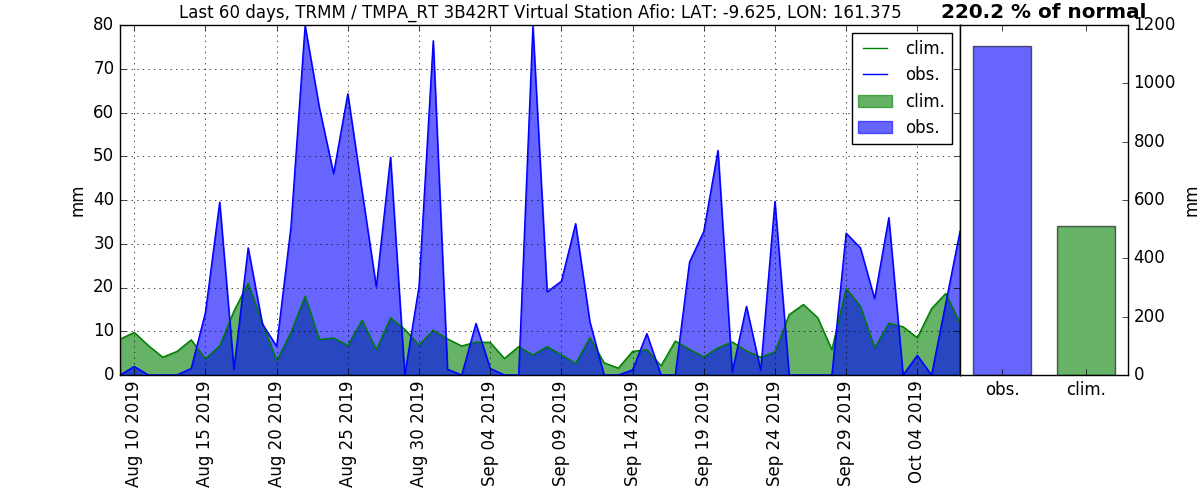 Last 60 days, TRMM / TMPA_RT 3B42RT Virtual Station Afio: LAT: -9.625, LON: 161.375
220.2 % of normal
80
70
60
50
40
30
20
10
0
mm
clim.
obs.
clim.
obs.
Aug 10 2019
Aug 15 2019
Aug 20 2019
Aug 25 2019
Aug 30 2019
Sep 04 2019
Sep 09 2019
Sep 14 2019
Sep 19 2019
Sep 24 2019
Sep 29 2019
Oct 04 2019
1200
1000
800
600
400
200
0
mm
obs.
clim.